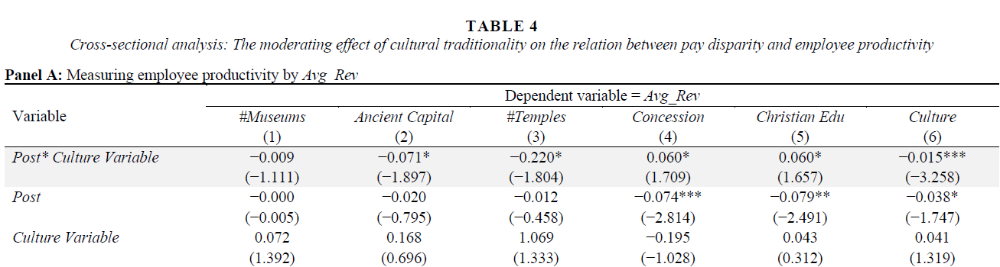 TABLE 4
Cross-sectional analysis: The moderating effect of cultural traditionality on the relation between pay disparity and employee productivity
Panel A: Measuring employee productivity by Avg_Rev
Dependent variable = Avg_Rev
Variable #Museums Ancient Capital #Temples Concession Christian Edu Culture
(1) (2) (3) (4) (5) (6)
Post* Culture Variable −0.009 −0.071* −0.220* 0.060* 0.060* −0.015***
(−1.111) (−1.897) (−1.804) (1.709) (1.657) (−3.258)
Post −0.000 −0.020 −0.012 −0.074*** −0.079** −0.038*
(−0.005) (−0.795) (−0.458) (−2.814) (−2.491) (−1.747)
Culture Variable 0.072 0.168 1.069 −0.195 0.043 0.041
(1.392) (0.696) (1.333) (−1.028) (0.312) (1.319)